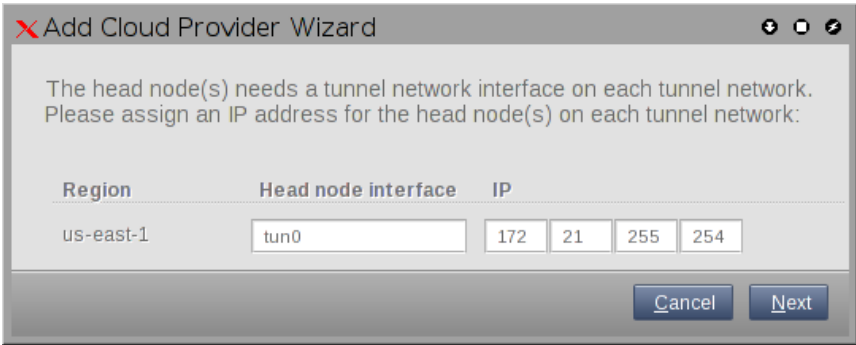 Add Cloud Provider Wizard
The head node(s) needs a tunnel network interface on each tunnel network.
Please assign an IP address for the head node(s) on each tunnel network:
Region Head node interface IP
us-east-1 tun0 172 21 255 254
Cancel Next